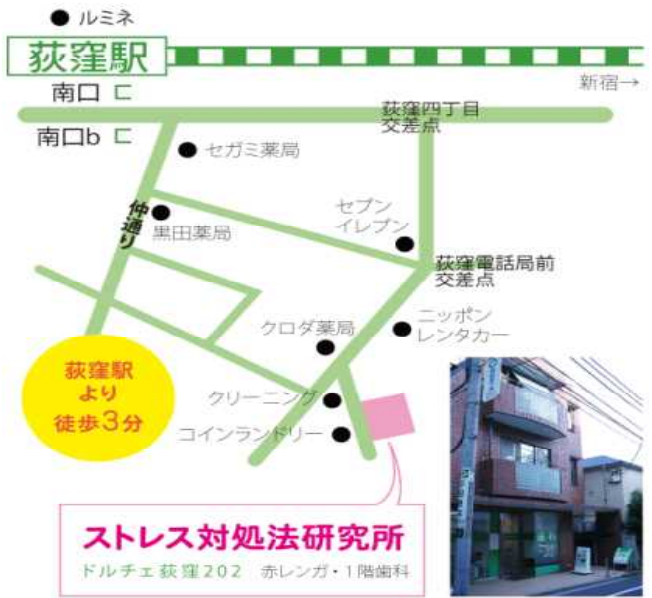 ルミネ
荻窪駅
新宿→
南口
荻窪四丁目
交差点
南口b
セガミ薬局
仲通り
黒田薬局
セブン
イレブン
荻窪電話局前
交差点
ニッポン
レンタカー
クロダ薬局
荻窪駅
より
徒歩3分
クリーニング
コインランドリー
ストレス対処法研究所
ドルチェ荻窪202 赤レンガ・1階歯科